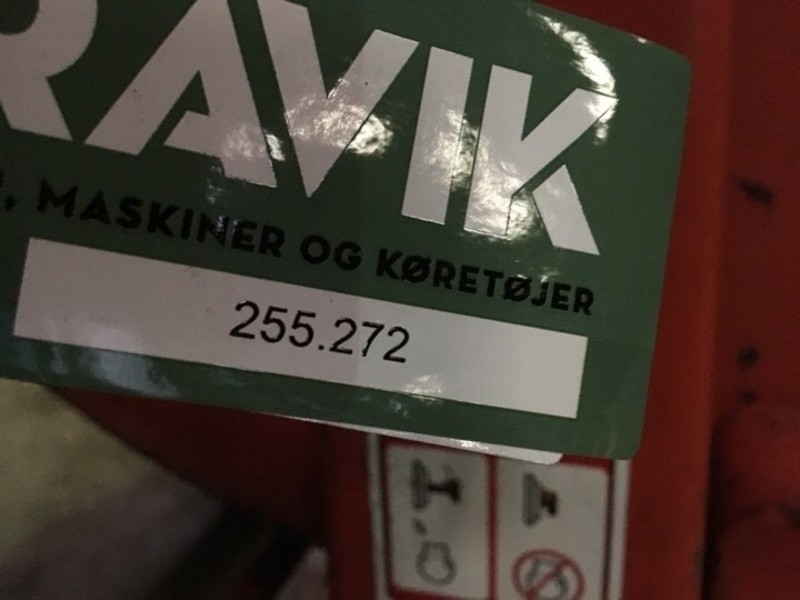 RAVIK
, MASKINER OG KØRETØJER
255.272